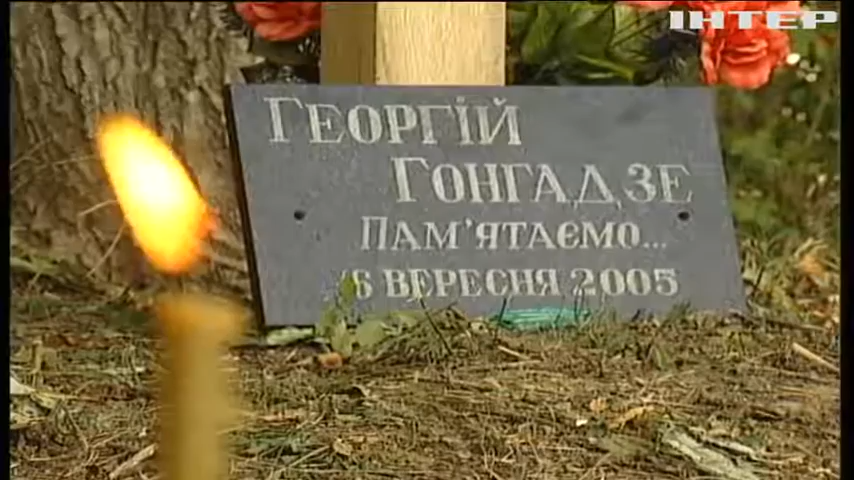 ІНТЕР
ГЕОРГІЙ
ГОНГАДЗЕ
ПАМ'ЯТАЄМО...
16 ВЕРЕСНЯ 2005